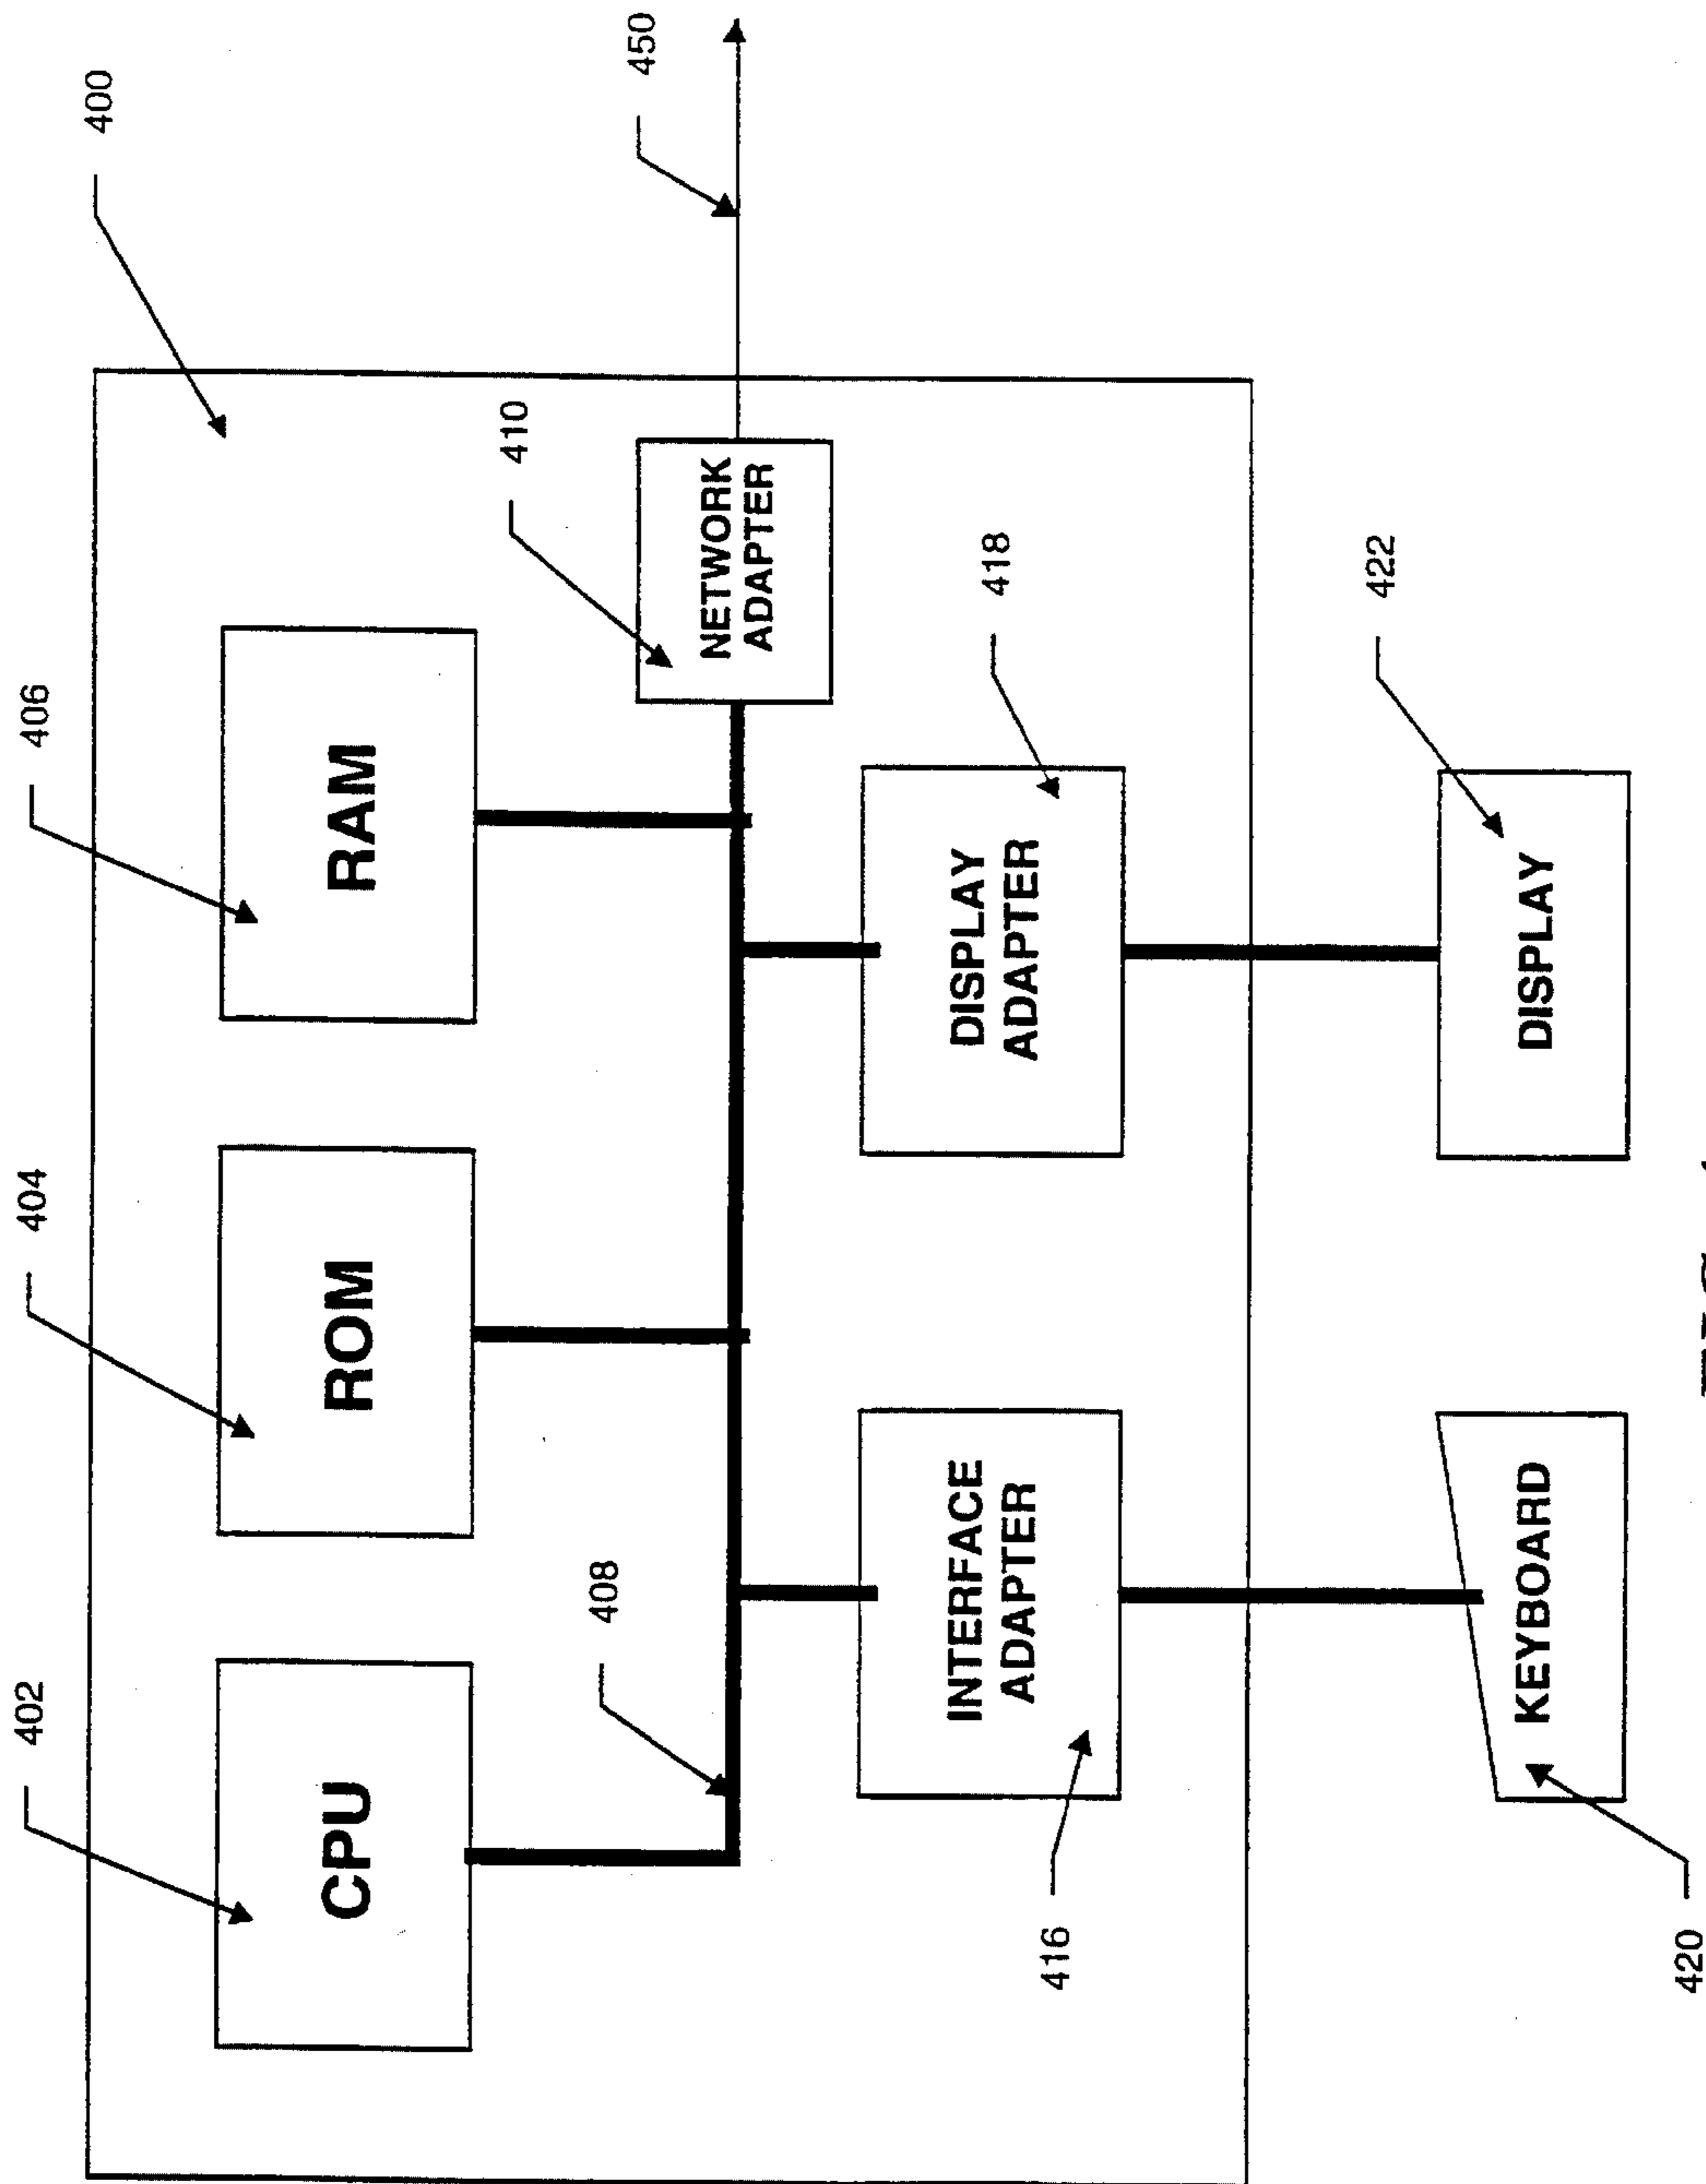 400
402
404
406
CPU
ROM
RAM
408
410
NETWORK
ADAPTER
450
INTERFACE
ADAPTER
416
DISPLAY
ADAPTER
418
KEYBOARD
420
DISPLAY
422